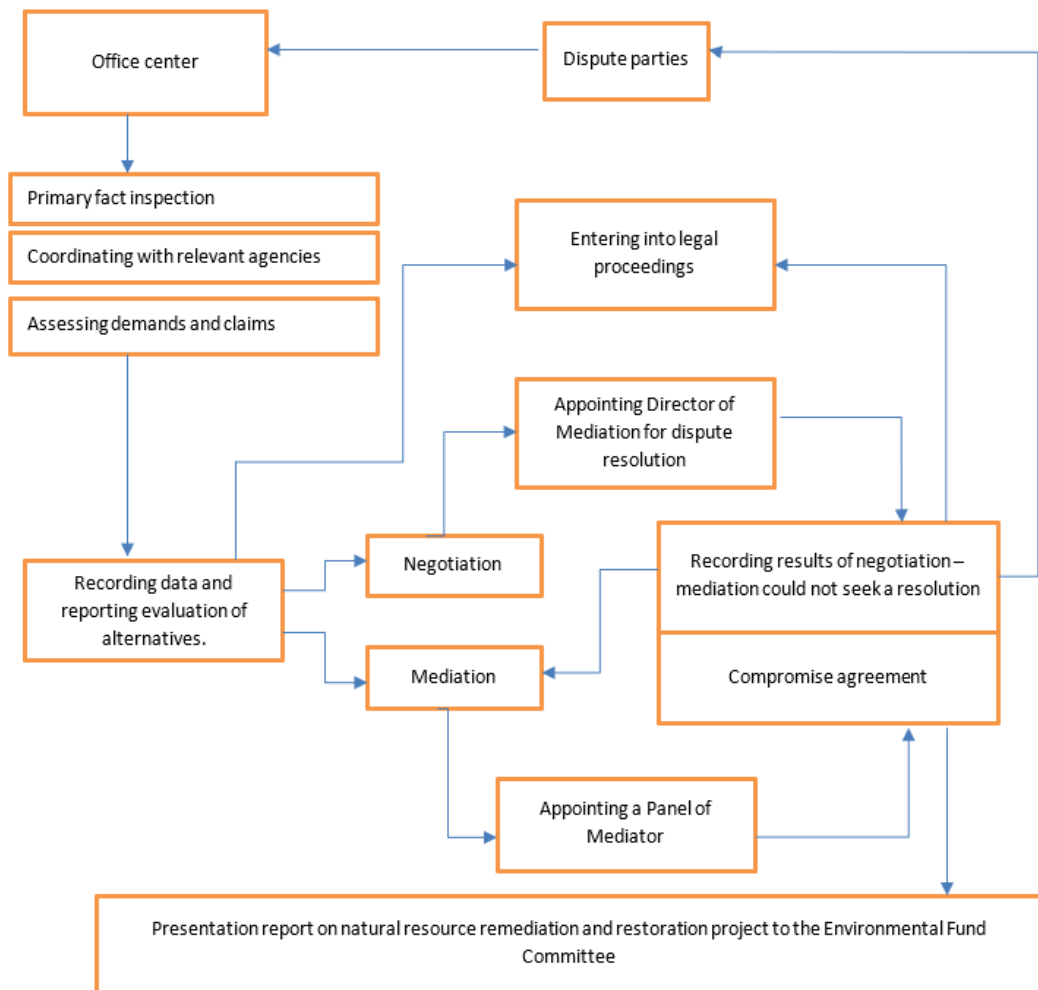 Office center
Dispute parties
Primary fact inspection
Coordinating with relevant agencies
Assessing demands and claims
Entering into legal
proceedings
Appointing Director of
Mediation for dispute
resolution
Negotiation
Recording data and
reporting evaluation of
alternatives.
Mediation
Recording results of negotiation –
mediation could not seek a resolution
Compromise agreement
Appointing a Panel of
Mediator
Presentation report on natural resource remediation and restoration project to the Environmental Fund
Committee